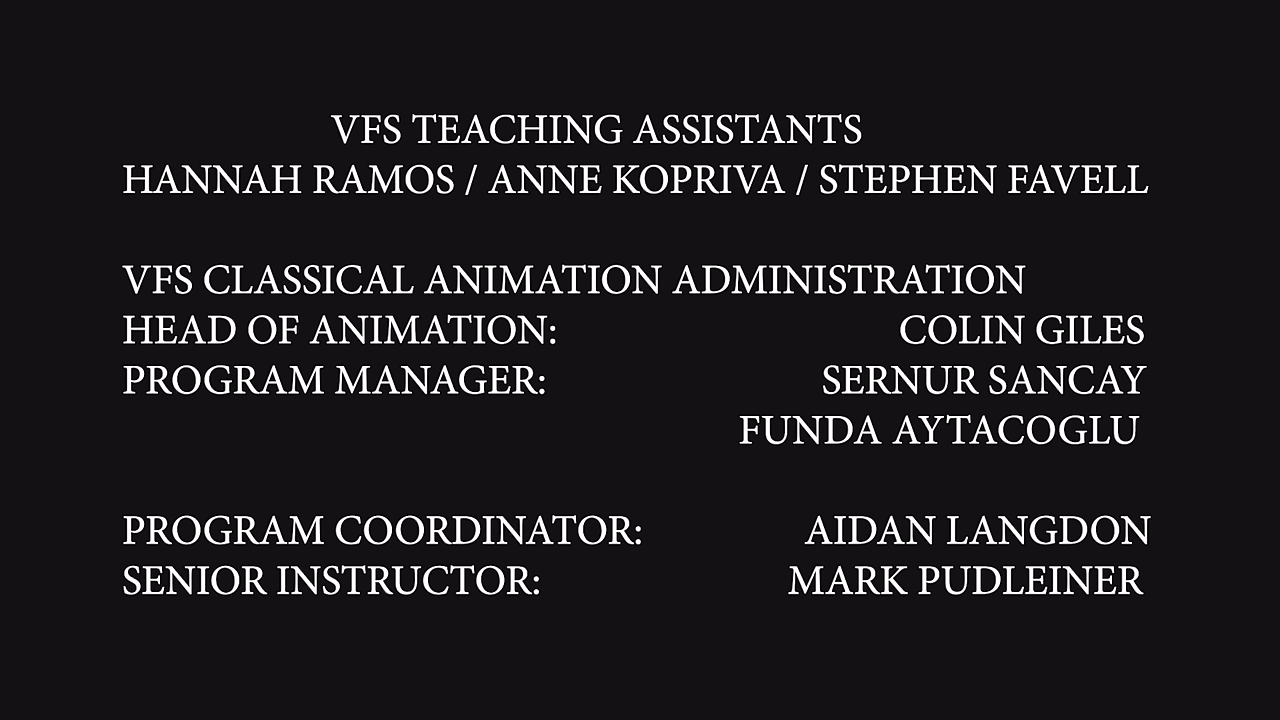 VFS TEACHING ASSISTANTS
HANNAH RAMOS / ANNE KOPRIVA / STEPHEN FAVELL
VFS CLASSICAL ANIMATION ADMINISTRATION
HEAD OF ANIMATION: COLIN GILES
PROGRAM MANAGER: SERNUR SANCAY
FUNDA AYTACOGLU
PROGRAM COORDINATOR: AIDAN LANGDON
SENIOR INSTRUCTOR: MARK PUDLEINER